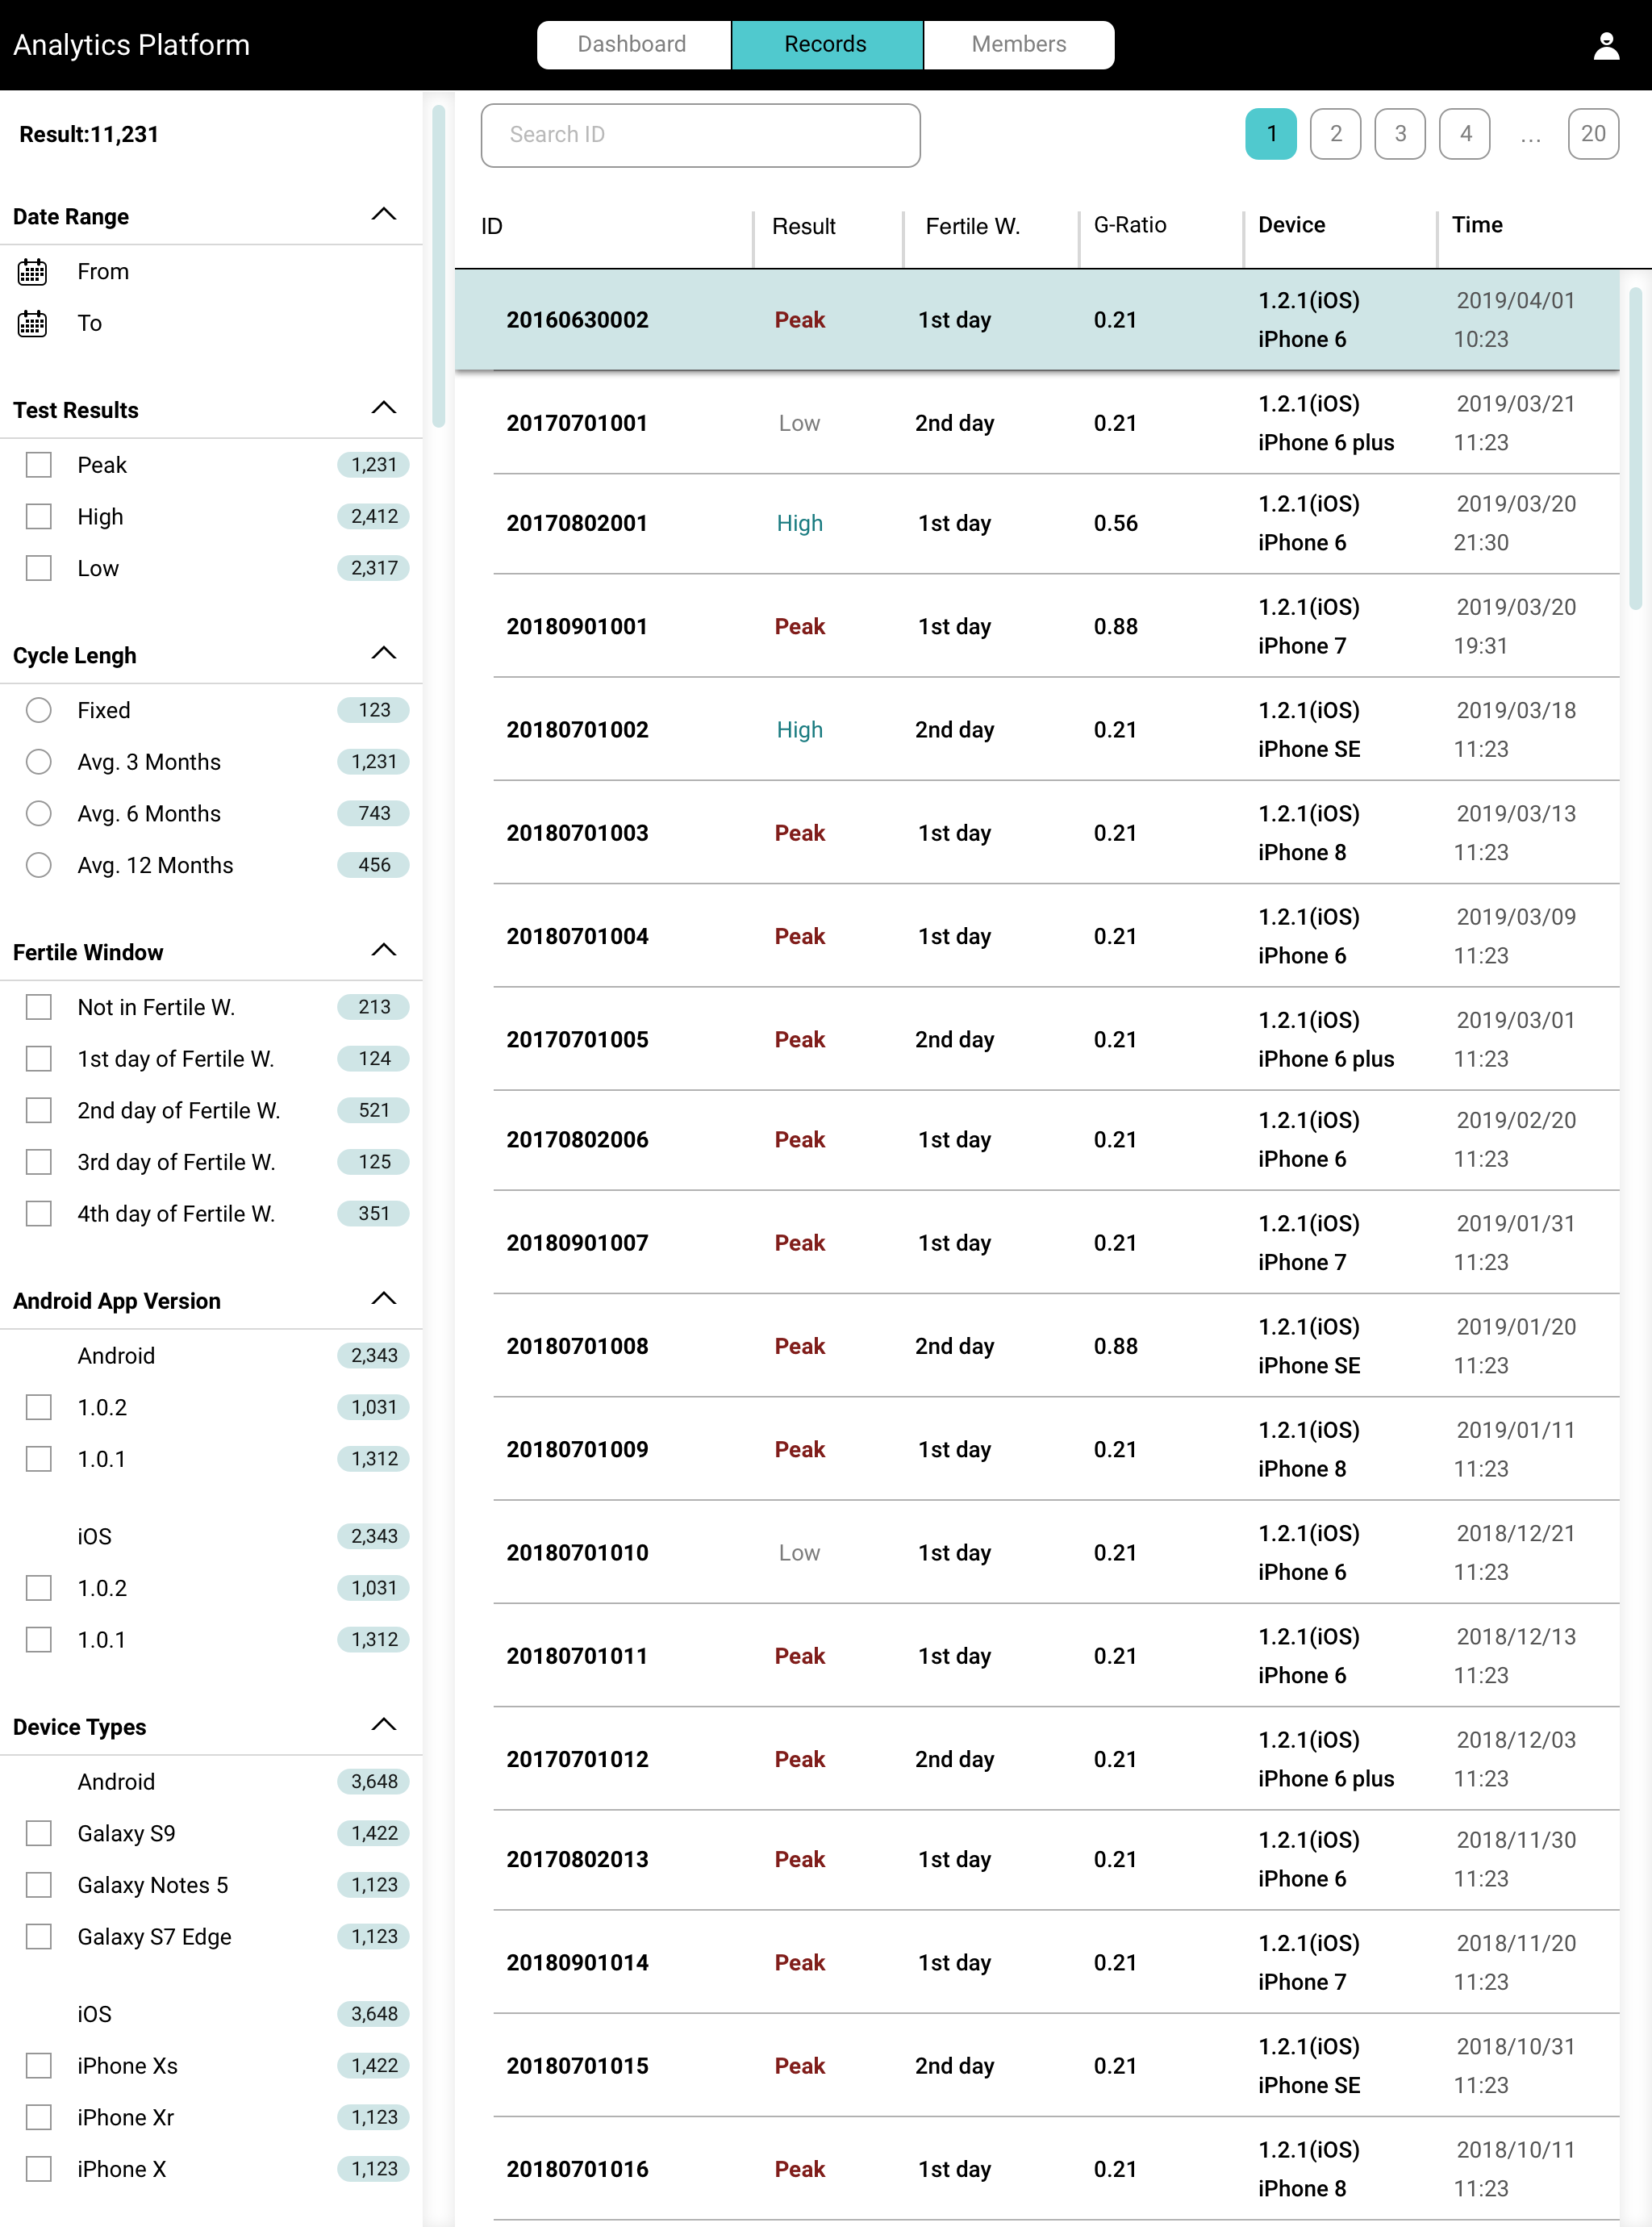 Analytics Platform
Dashboard
Records
Members
Result:11,231
Date Range
From
To
Test Results
Peak 1,231
High 2,412
Low 2,317
Cycle Lengh
Fixed 123
Avg. 3 Months 1,231
Avg. 6 Months 743
Avg. 12 Months 456
Fertile Window
Not in Fertile W. 213
1st day of Fertile W. 124
2nd day of Fertile W. 521
3rd day of Fertile W. 125
4th day of Fertile W. 351
Android App Version
Android 2,343
1.0.2 1,031
1.0.1 1,312
iOS 2,343
1.0.2 1,031
1.0.1 1,312
Device Types
Android 3,648
Galaxy S9 1,422
Galaxy Notes 5 1,123
Galaxy S7 Edge 1,123
iOS 3,648
iPhone Xs 1,422
iPhone Xr 1,123
iPhone X 1,123
Search ID
1 2 3 4 ... 20
ID Result Fertile W. G-Ratio Device Time
20160630002 Peak 1st day 0.21 1.2.1(iOS) 2019/04/01
iPhone 6 10:23
20170701001 Low 2nd day 0.21 1.2.1(iOS) 2019/03/21
iPhone 6 plus 11:23
20170802001 High 1st day 0.56 1.2.1(iOS) 2019/03/20
iPhone 6 21:30
20180901001 Peak 1st day 0.88 1.2.1(iOS) 2019/03/20
iPhone 7 19:31
20180701002 High 2nd day 0.21 1.2.1(iOS) 2019/03/18
iPhone SE 11:23
20180701003 Peak 1st day 0.21 1.2.1(iOS) 2019/03/13
iPhone 8 11:23
20180701004 Peak 1st day 0.21 1.2.1(iOS) 2019/03/09
iPhone 6 11:23
20170701005 Peak 2nd day 0.21 1.2.1(iOS) 2019/03/01
iPhone 6 plus 11:23
20170802006 Peak 1st day 0.21 1.2.1(iOS) 2019/02/20
iPhone 6 11:23
20180901007 Peak 1st day 0.21 1.2.1(iOS) 2019/01/31
iPhone 7 11:23
20180701008 Peak 2nd day 0.88 1.2.1(iOS) 2019/01/20
iPhone SE 11:23
20180701009 Peak 1st day 0.21 1.2.1(iOS) 2019/01/11
iPhone 8 11:23
20180701010 Low 1st day 0.21 1.2.1(iOS) 2018/12/21
iPhone 6 11:23
20180701011 Peak 1st day 0.21 1.2.1(iOS) 2018/12/13
iPhone 6 11:23
20170701012 Peak 2nd day 0.21 1.2.1(iOS) 2018/12/03
iPhone 6 plus 11:23
20170802013 Peak 1st day 0.21 1.2.1(iOS) 2018/11/30
iPhone 6 11:23
20180901014 Peak 1st day 0.21 1.2.1(iOS) 2018/11/20
iPhone 7 11:23
20180701015 Peak 2nd day 0.21 1.2.1(iOS) 2018/10/31
iPhone SE 11:23
20180701016 Peak 1st day 0.21 1.2.1(iOS) 2018/10/11
iPhone 8 11:23